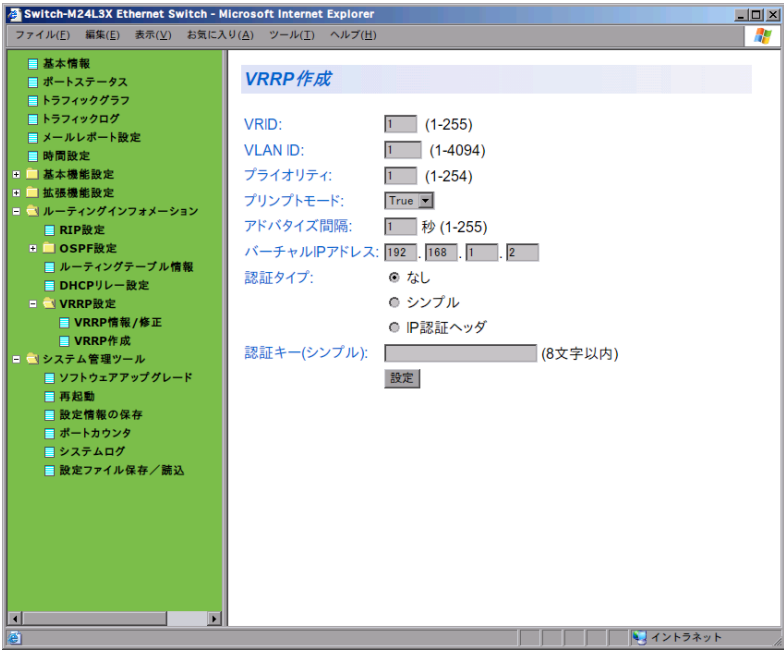 Switch-M24L3X Ethernet Switch - Microsoft Internet Explorer
ファイル(F) 編集(E) 表示(V) お気に入り(A) ツール(T) ヘルプ(H)
基本情報
ポートステータス
トラフィックグラフ
トラフィックログ
メールレポート設定
時間設定
基本機能設定
拡張機能設定
ルーティングインフォメーション
RIP設定
OSPF設定
ルーティングテーブル情報
DHCPリレー設定
VRRP設定
VRRP情報/修正
VRRP作成
システム管理ツール
ソフトウェアアップグレード
再起動
設定情報の保存
ポートカウンタ
システムログ
設定ファイル保存／読込
VRRP作成
VRID: 1 (1-255)
VLAN ID: 1 (1-4094)
プライオリティ: 1 (1-254)
プリンプトモード: True
アドバタイズ間隔: 1 秒 (1-255)
バーチャルIPアドレス: 192 . 168 . 1 . 2
認証タイプ: なし
シンプル
IP認証ヘッダ
認証キー(シンプル): (8文字以内)
設定
イントラネット